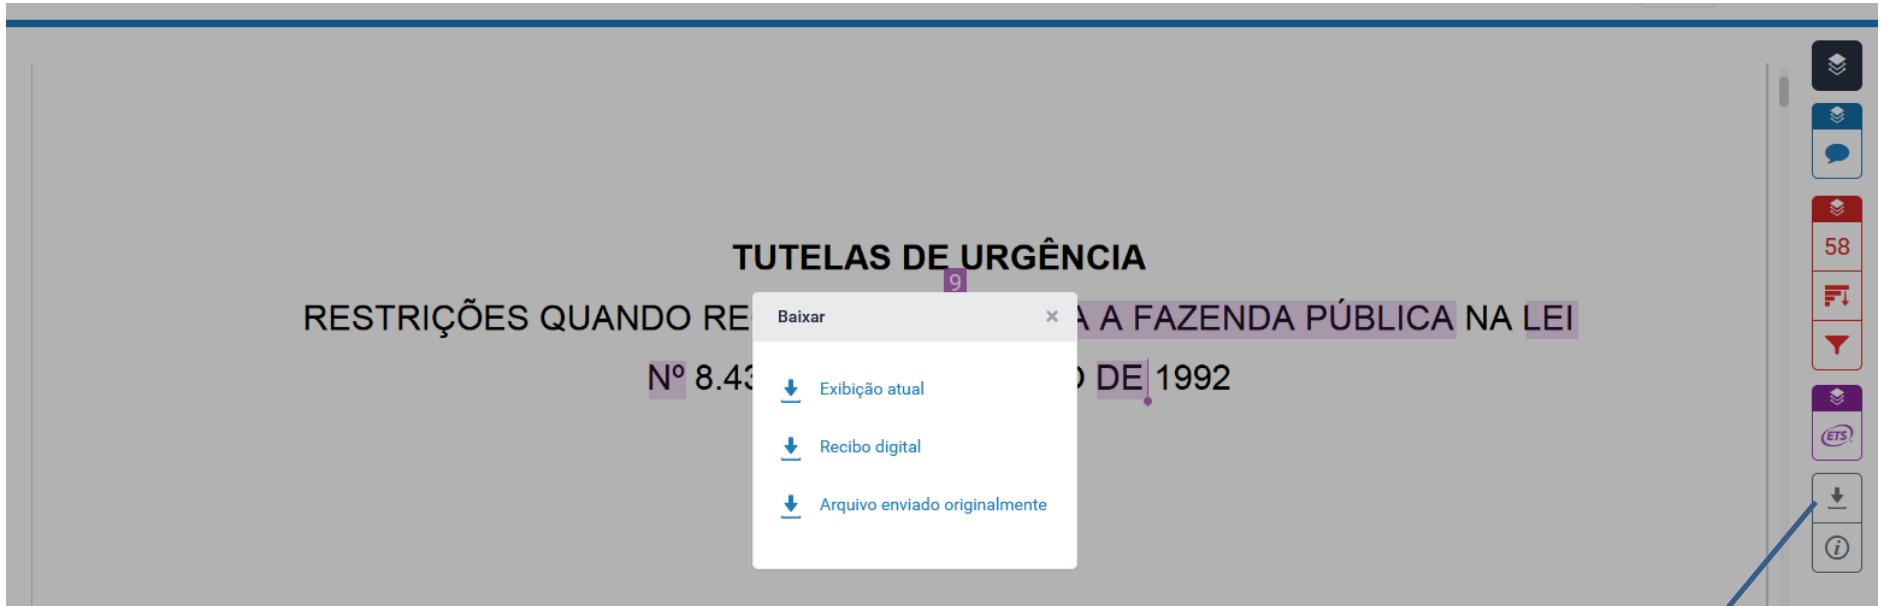 TUTELAS DE URGÊNCIA
9
RESTRIÇÕES QUANDO RE A A FAZENDA PÚBLICA NA LEI
Nº 8.43 DE 1992
Baixar ×
Exibição atual
Recibo digital
Arquivo enviado originalmente
58
ETS